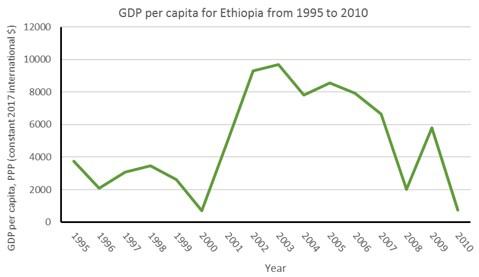 GDP per capita for Ethiopia from 1995 to 2010
GDP per capita, PPP (constant 2017 international $)
12000
10000
8000
6000
4000
2000
0
1995 1996 1997 1998 1999 2000 2001 2002 2003 2004 2005 2006 2007 2008 2009 2010
Year